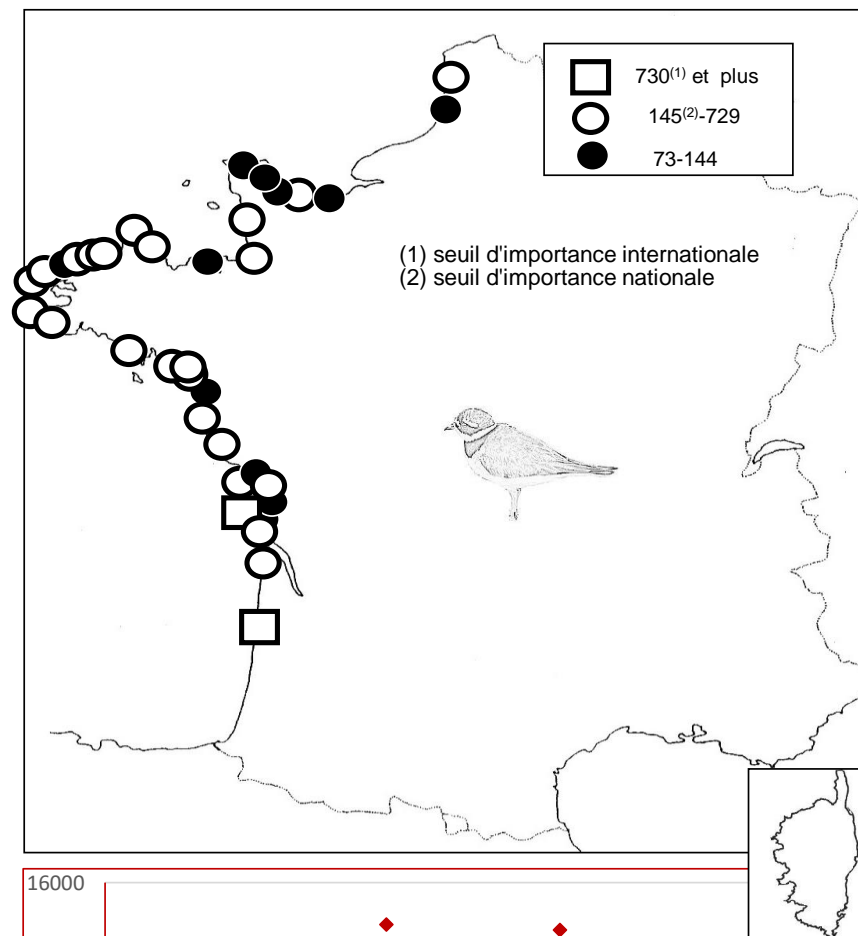 730(1) et plus
145(2)-729
73-144
(1) seuil d'importance internationale
(2) seuil d'importance nationale
16000